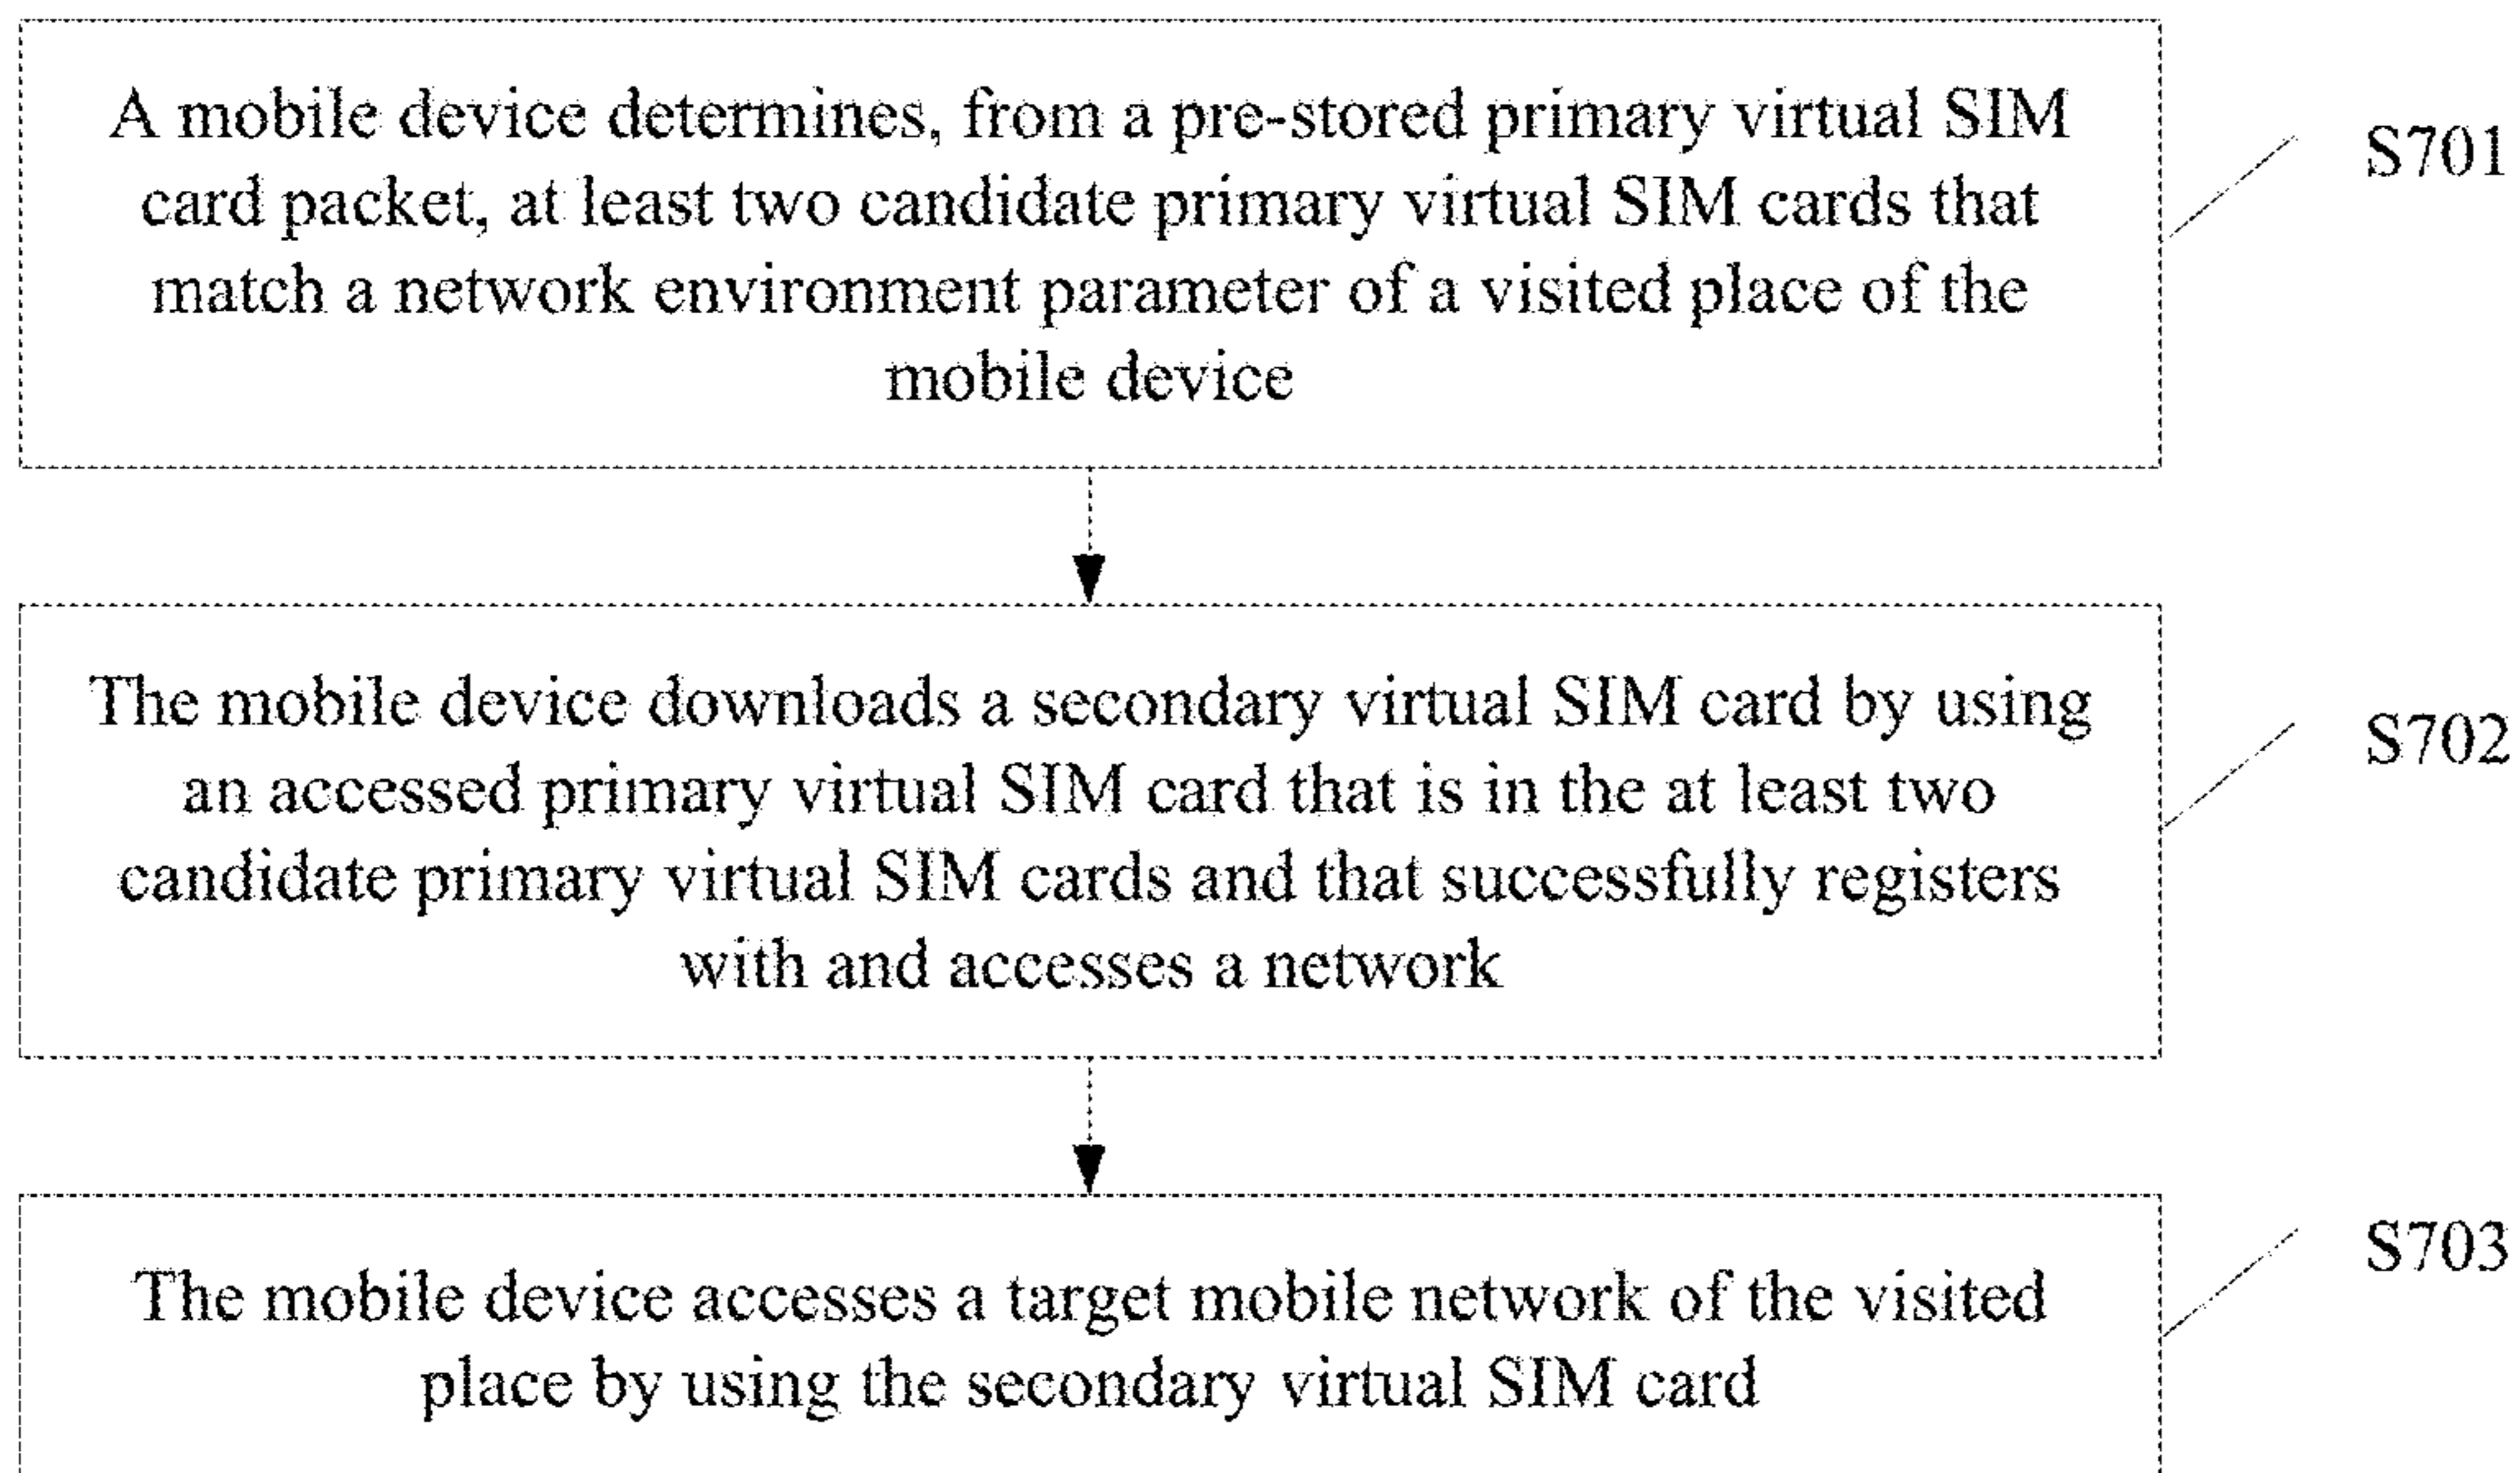 A mobile device determines, from a pre-stored primary virtual SIM
card packet, at least two candidate primary virtual SIM cards that
match a network environment parameter of a visited place of the
mobile device
S701
The mobile device downloads a secondary virtual SIM card by using
an accessed primary virtual SIM card that is in the at least two
candidate primary virtual SIM cards and that successfully registers
with and accesses a network
S702
The mobile device accesses a target mobile network of the visited
place by using the secondary virtual SIM card
S703